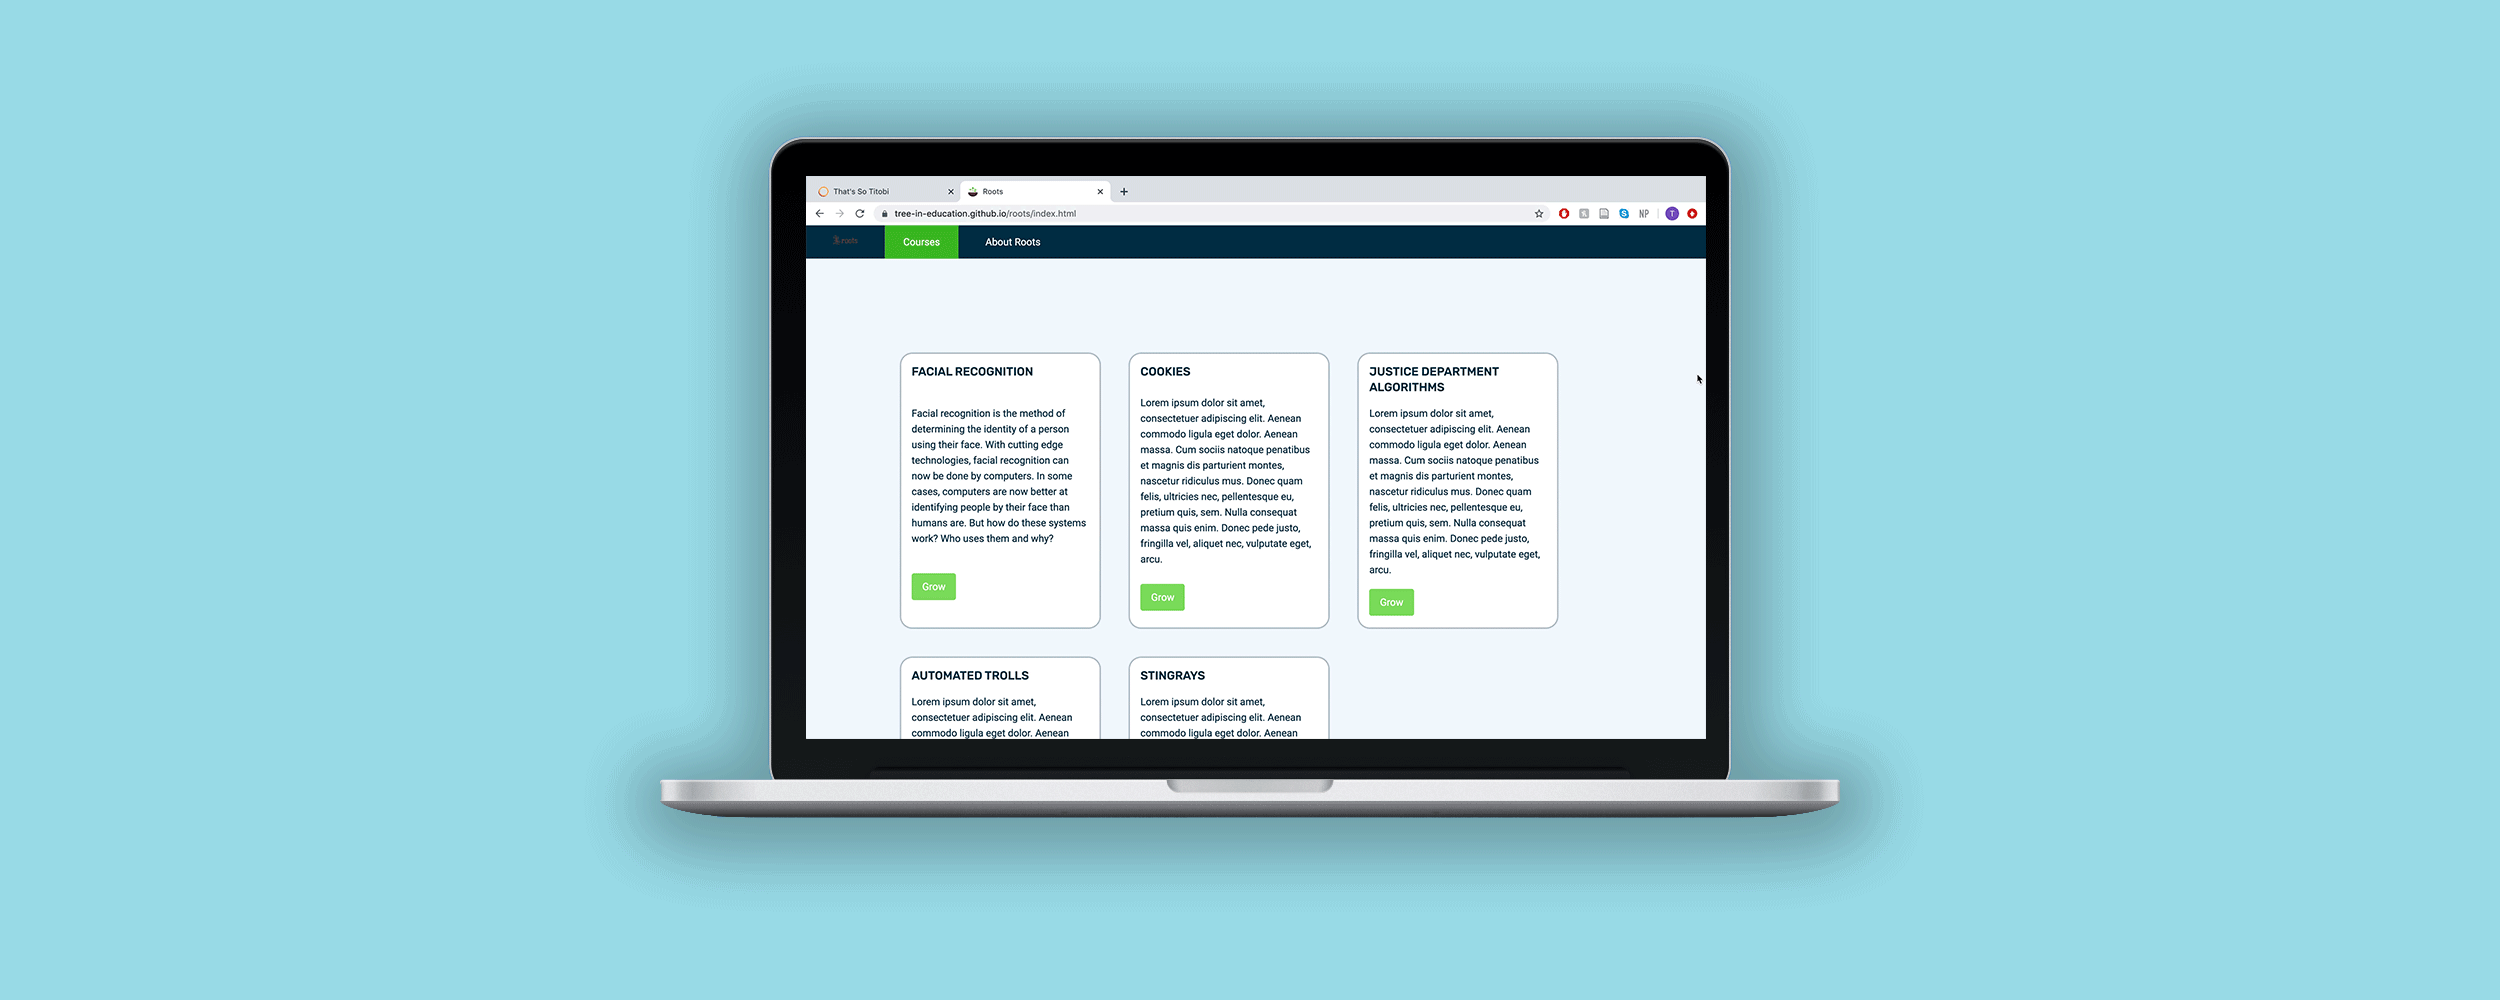 That's So Titobi
Roots
tree-in-education.github.io/roots/index.html
NP
T
roots
Courses
About Roots
FACIAL RECOGNITION
Facial recognition is the method of
determining the identity of a person
using their face. With cutting edge
technologies, facial recognition can
now be done by computers. In some
cases, computers are now better at
identifying people by their face than
humans are. But how do these systems
work? Who uses them and why?
Grow
COOKIES
Lorem ipsum dolor sit amet,
consectetuer adipiscing elit. Aenean
commodo ligula eget dolor. Aenean
massa. Cum sociis natoque penatibus
et magnis dis parturient montes,
nascetur ridiculus mus. Donec quam
felis, ultricies nec, pellentesque eu,
pretium quis, sem. Nulla consequat
massa quis enim. Donec pede justo,
fringilla vel, aliquet nec, vulputate eget,
arcu.
Grow
JUSTICE DEPARTMENT
ALGORITHMS
Lorem ipsum dolor sit amet,
consectetuer adipiscing elit. Aenean
commodo ligula eget dolor. Aenean
massa. Cum sociis natoque penatibus
et magnis dis parturient montes,
nascetur ridiculus mus. Donec quam
felis, ultricies nec, pellentesque eu,
pretium quis, sem. Nulla consequat
massa quis enim. Donec pede justo,
fringilla vel, aliquet nec, vulputate eget,
arcu.
Grow
AUTOMATED TROLLS
Lorem ipsum dolor sit amet,
consectetuer adipiscing elit. Aenean
commodo ligula eget dolor. Aenean
STINGRAYS
Lorem ipsum dolor sit amet,
consectetuer adipiscing elit. Aenean
commodo ligula eget dolor. Aenean